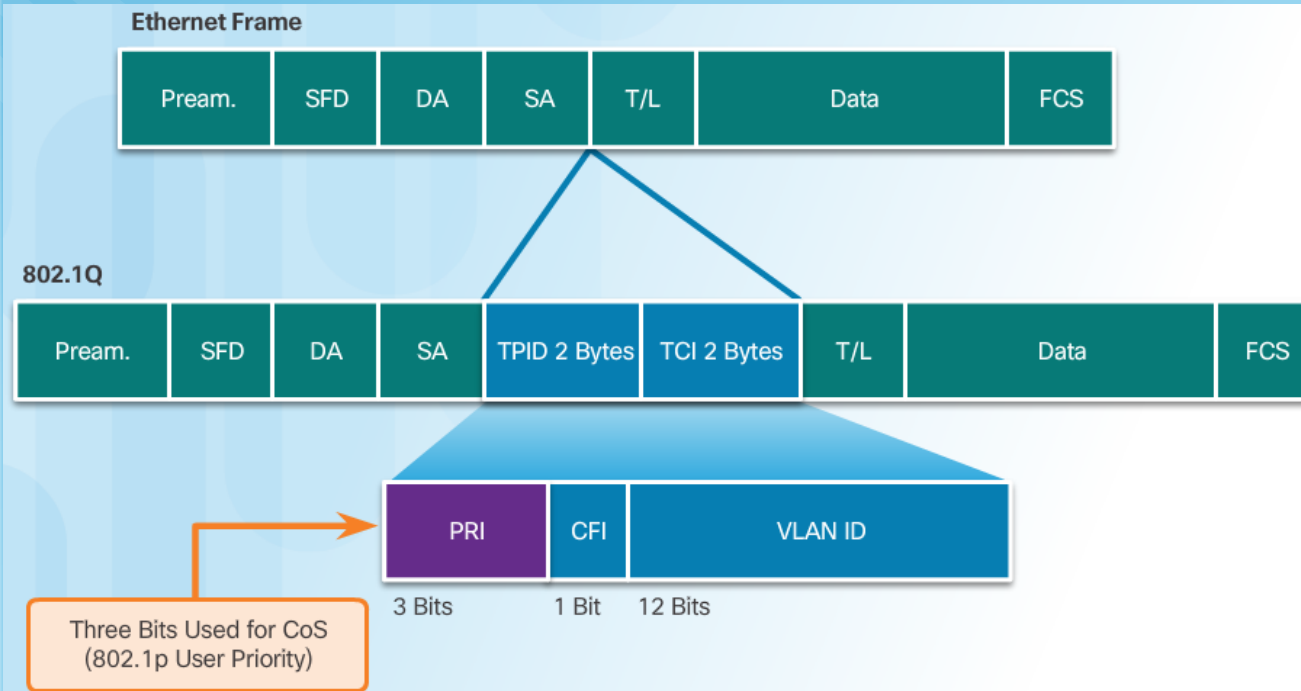 Ethernet Frame
Pream. SFD DA SA T/L Data FCS
802.1Q
Pream. SFD DA SA TPID 2 Bytes TCI 2 Bytes T/L Data FCS
PRI CFI VLAN ID
3 Bits 1 Bit 12 Bits
Three Bits Used for CoS
(802.1p User Priority)